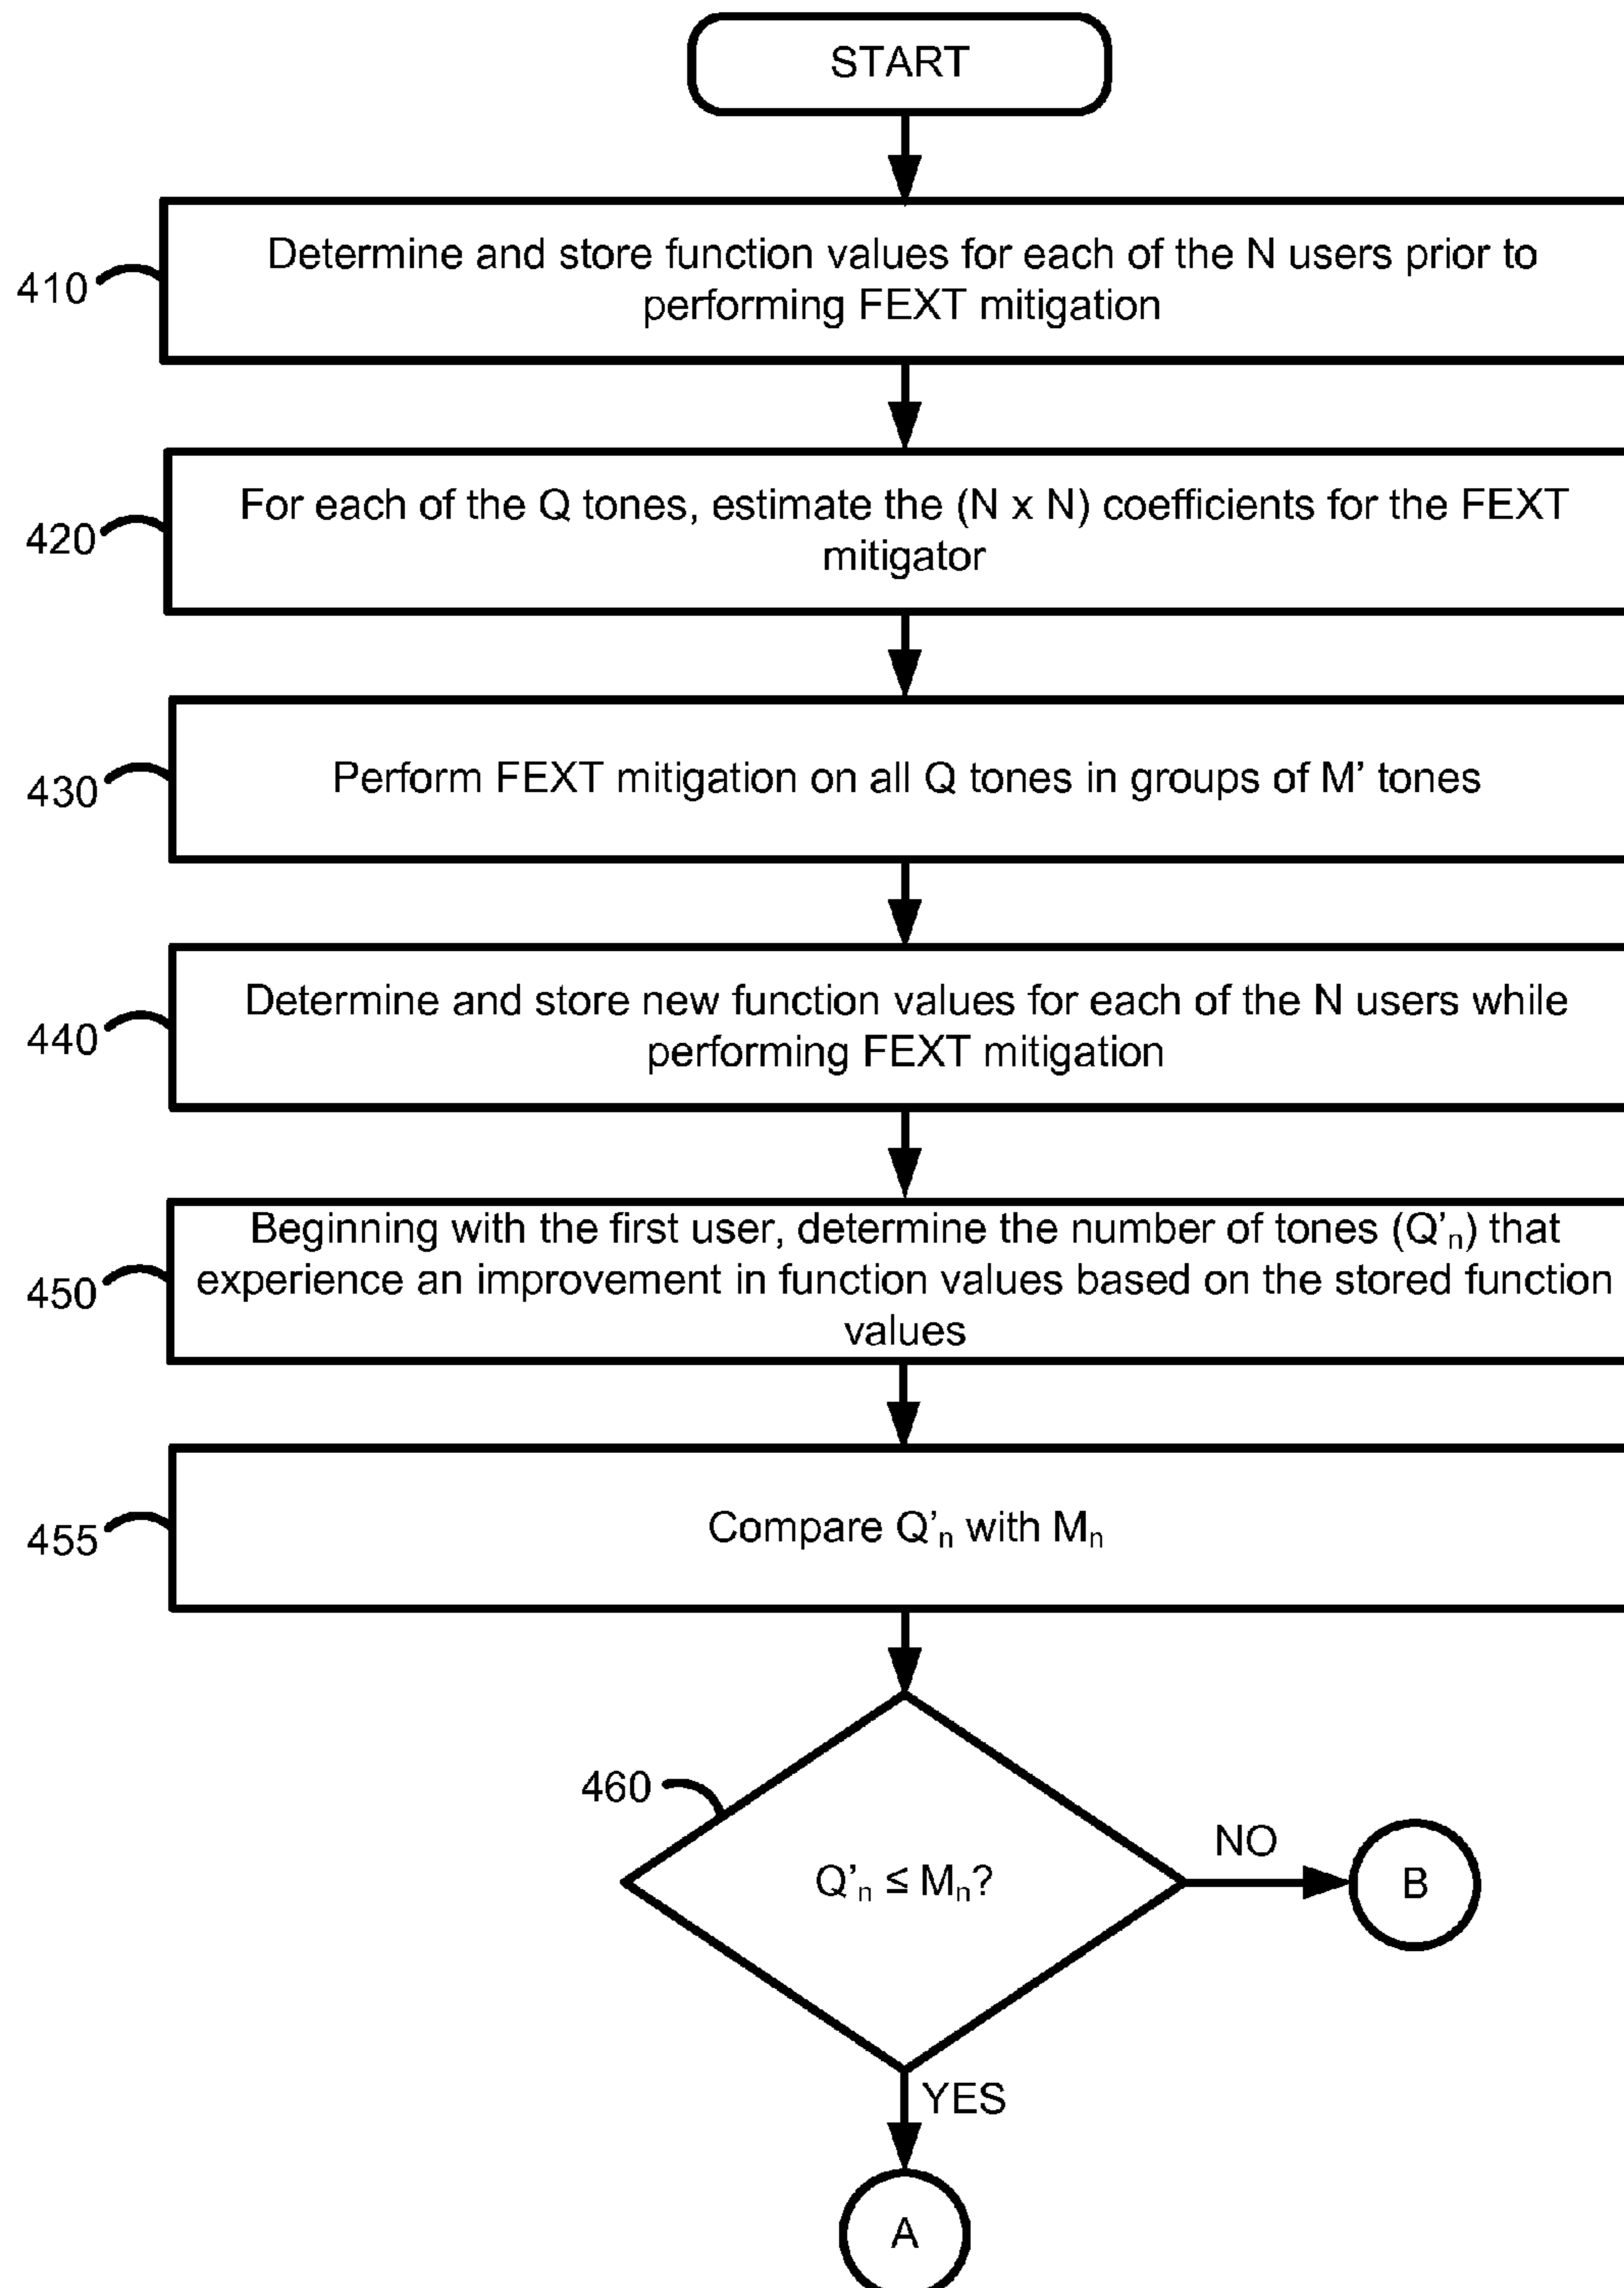 START
410
Determine and store function values for each of the N users prior to
performing FEXT mitigation
420
For each of the Q tones, estimate the (N x N) coefficients for the FEXT
mitigator
430
Perform FEXT mitigation on all Q tones in groups of M’ tones
440
Determine and store new function values for each of the N users while
performing FEXT mitigation
450
Beginning with the first user, determine the number of tones (Q’ₙ) that
experience an improvement in function values based on the stored function
values
455
Compare Q’ₙ with Mₙ
460
Q’ₙ ≤ Mₙ?
NO
B
YES
A